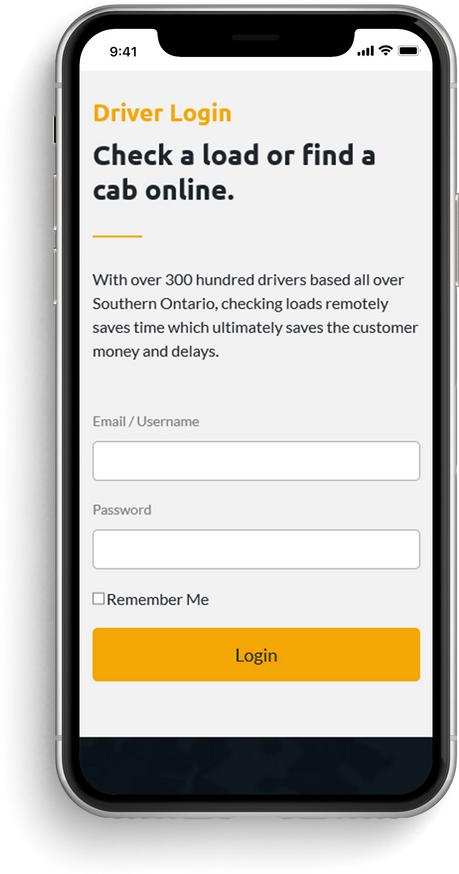 9:41
Driver Login
Check a load or find a
cab online.
With over 300 hundred drivers based all over
Southern Ontario, checking loads remotely
saves time which ultimately saves the customer
money and delays.
Email / Username
Password
Remember Me
Login